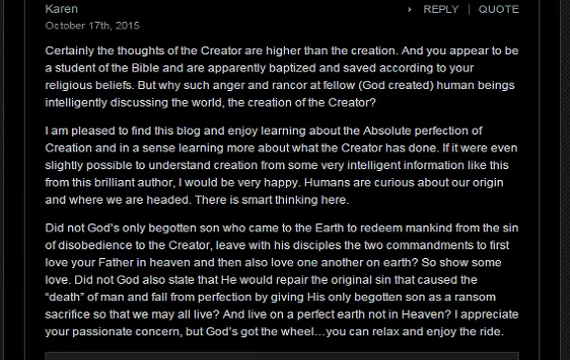 Karen
REPLY | QUOTE
October 17th, 2015
Certainly the thoughts of the Creator are higher than the creation. And you appear to be
a student of the Bible and are apparently baptized and saved according to your
religious beliefs. But why such anger and rancor at fellow (God created) human beings
intelligently discussing the world, the creation of the Creator?
I am pleased to find this blog and enjoy learning about the Absolute perfection of
Creation and in a sense learning more about what the Creator has done. If it were even
slightly possible to understand creation from some very intelligent information like this
from this brilliant author, I would be very happy. Humans are curious about our origin
and where we are headed. There is smart thinking here.
Did not God's only begotten son who came to the Earth to redeem mankind from the sin
of disobedience to the Creator, leave with his disciples the two commandments to first
love your Father in heaven and then also love one another on earth? So show some
love. Did not God also state that He would repair the original sin that caused the
“death” of man and fall from perfection by giving His only begotten son as a ransom
sacrifice so that we may all live? And live on a perfect earth not in Heaven? I appreciate
your passionate concern, but God's got the wheel…you can relax and enjoy the ride.